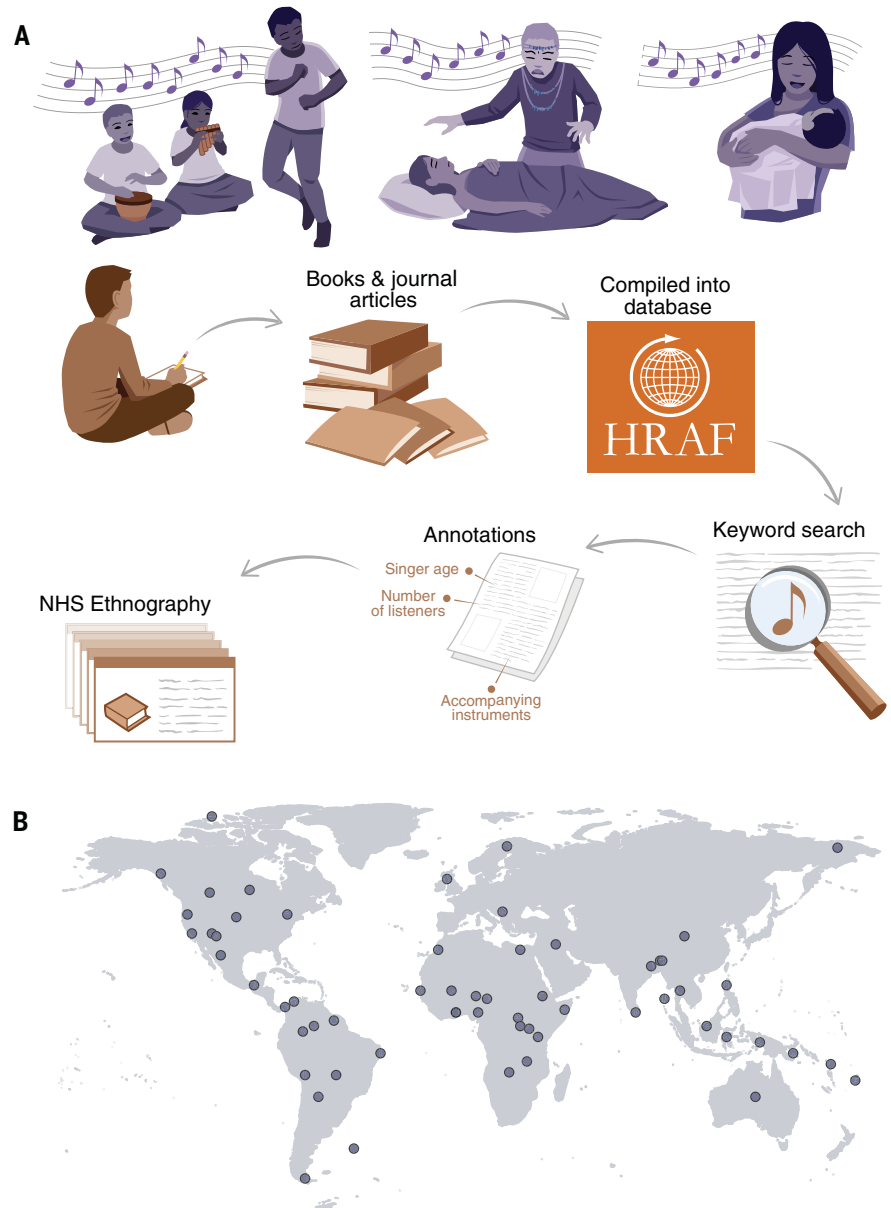 A
Books & journal
articles
Compiled into
database
HRAF
Keyword search
Annotations
Singer age
Number
of listeners
Accompanying
instruments
NHS Ethnography
B